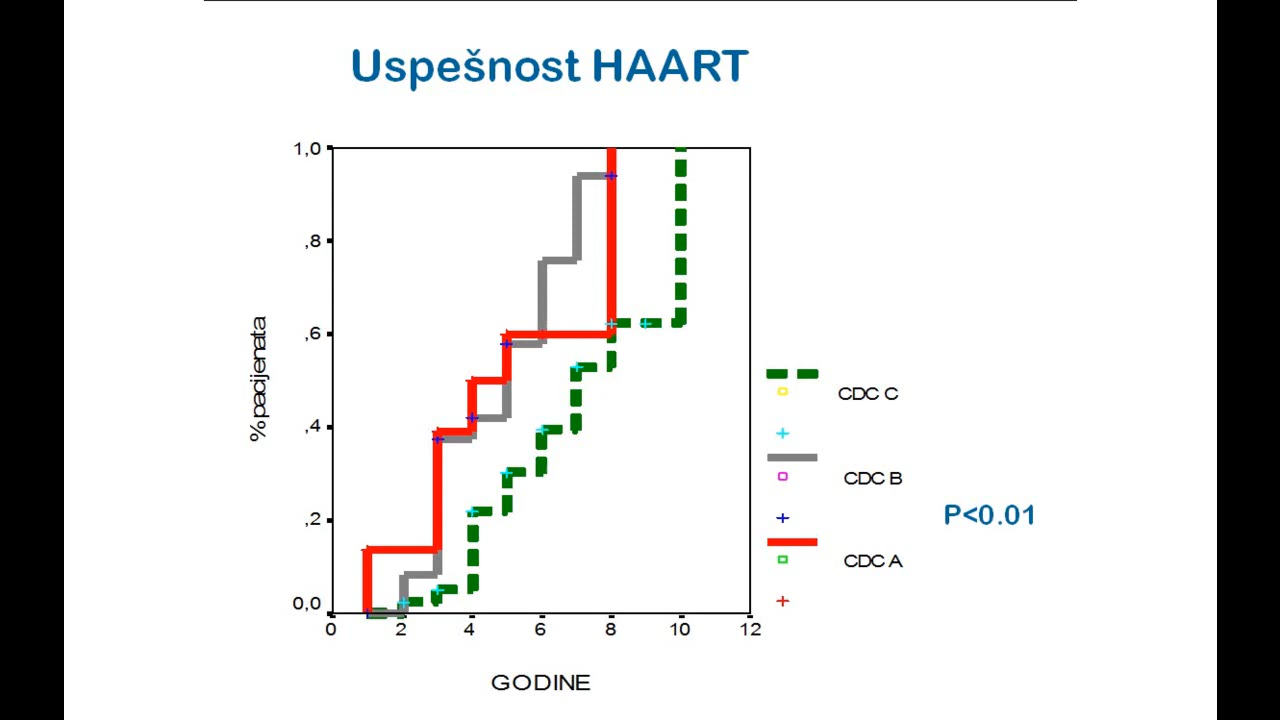 Uspešnost HAART
1,0
,8
,6
,4
,2
0,0
% pacijenata
0 2 4 6 8 10 12
GODINE
CDC C
CDC B
CDC A
P<0.01